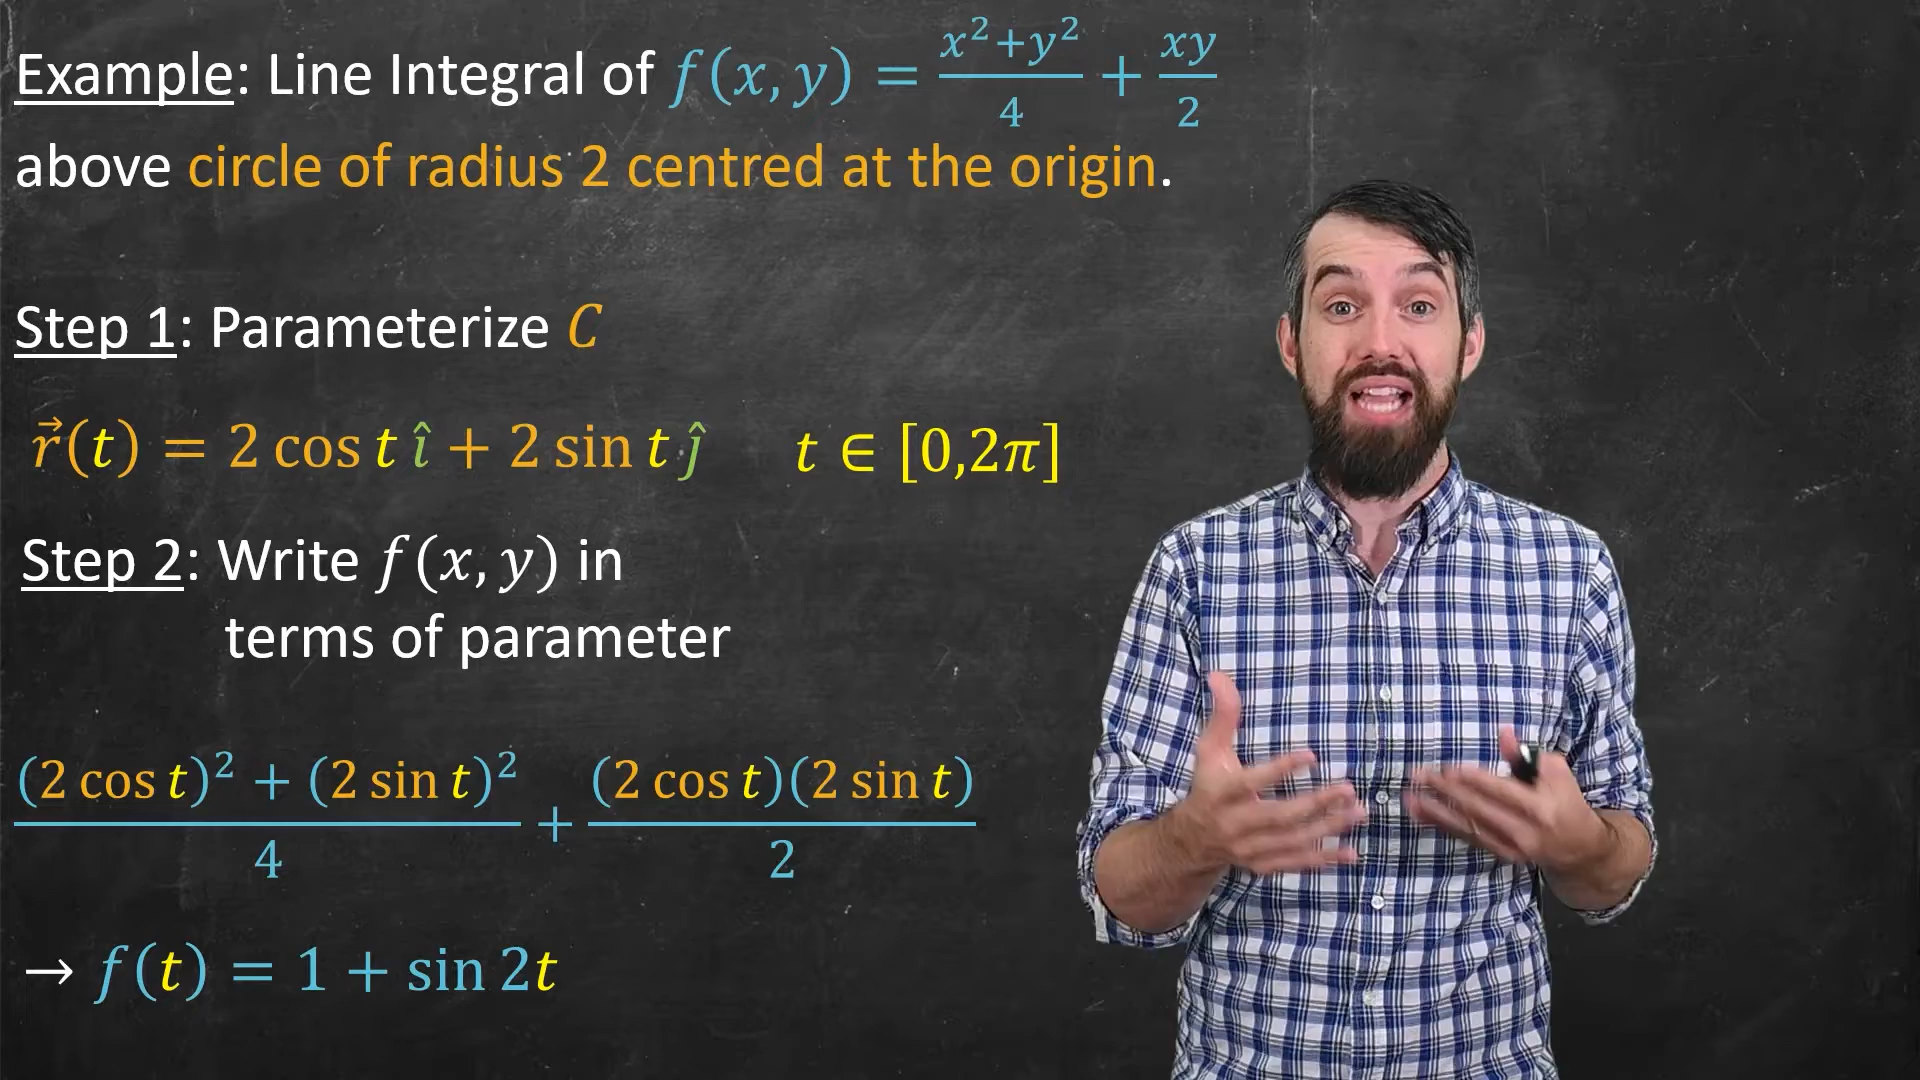 Example: Line Integral of f(x, y) = x²+y²/4 + xy/2
above circle of radius 2 centred at the origin.
Step 1: Parameterize C
r⃗(t) = 2 cos t î + 2 sin t ĵ t ∈ [0,2π]
Step 2: Write f(x, y) in
terms of parameter
(2 cos t)² + (2 sin t)²/4 + (2 cos t)(2 sin t)/2
→ f(t) = 1 + sin 2t